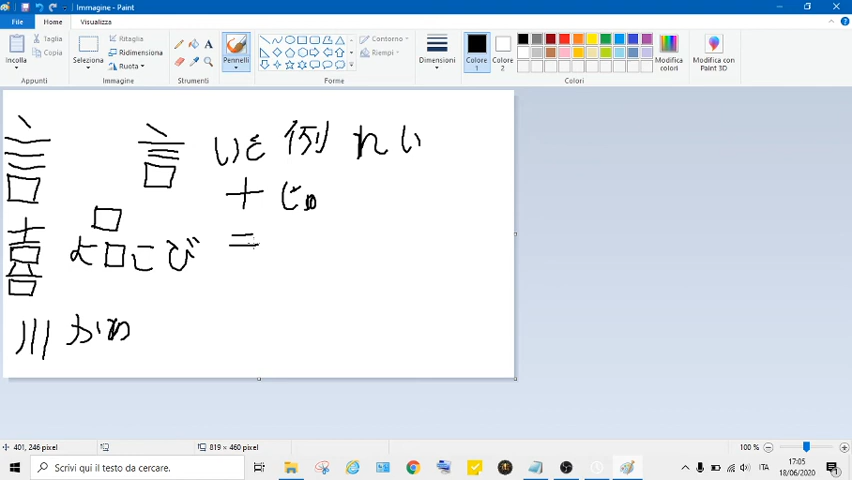 Immagine - Paint
File Home Visualizza
Incolla Taglia Copia Appunti
Seleziona Ritaglia Ridimensiona Ruota Immagine
Strumenti
Pennelli
Contorno Riempi Forme
Dimensioni
Colore 1 Colore 2 Modifica colori Colori
Modifica con Paint 3D
言 言 いと 例 れい
十 じゅ
喜 よ口こび 二
口
川 かわ
401, 246 pixel 819 × 460 pixel 100 %
Scrivi qui il testo da cercare. ITA 17:05 18/06/2020